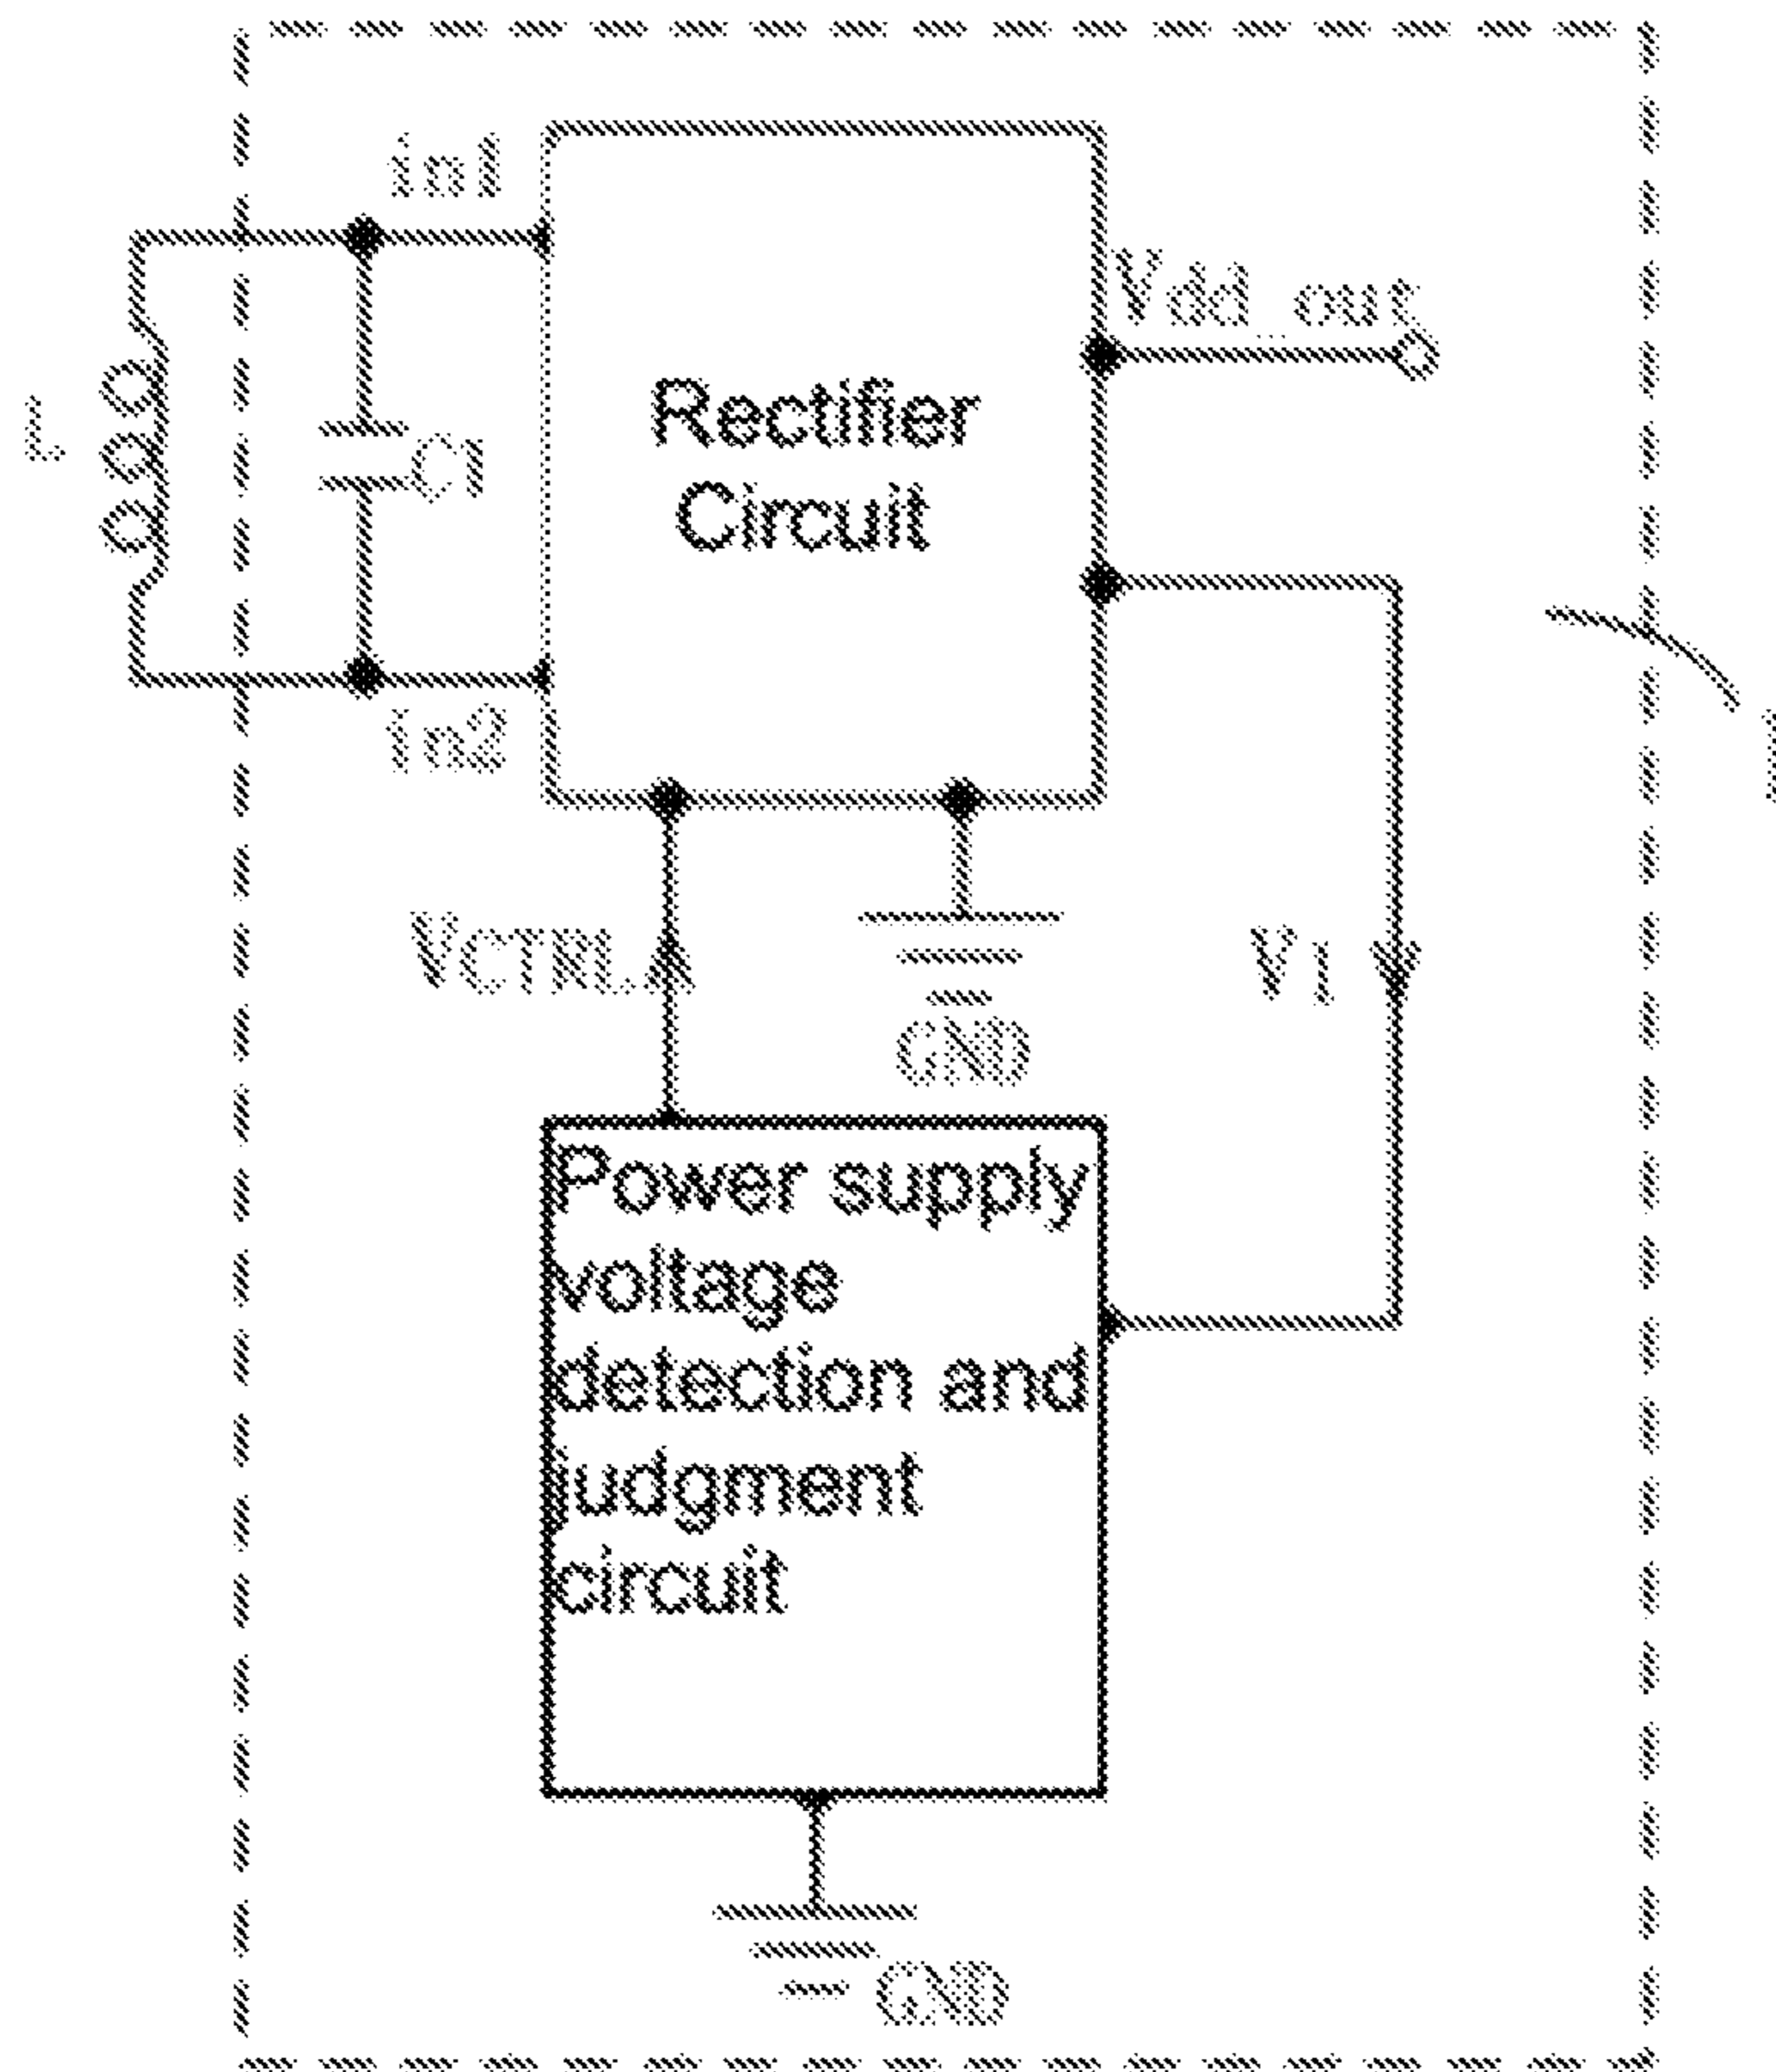 in1
Vdd_out
L
C1
Rectifier
Circuit
in2
VCTRL
V1
GND
Power supply
voltage
detection and
judgment
circuit
GND